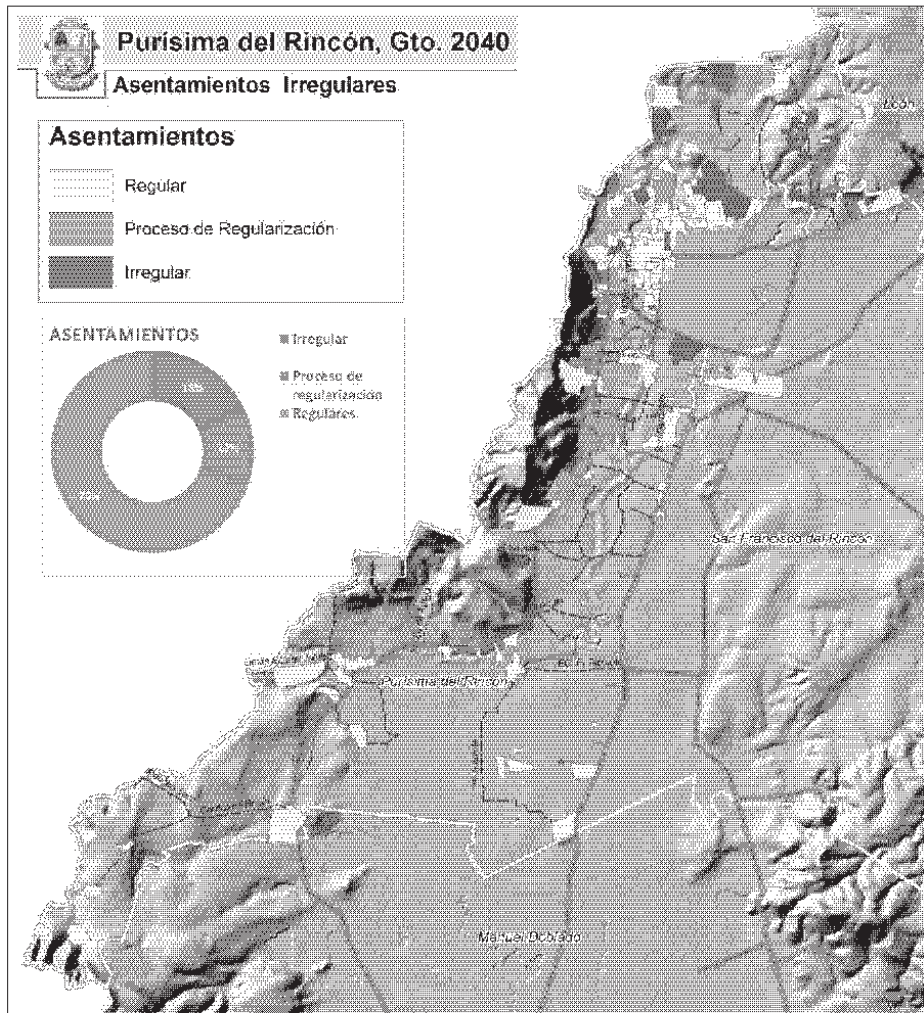 Purísima del Rincón, Gto. 2040
Asentamientos Irregulares
León
Asentamientos
Regular
Proceso de Regularización
Irregular
ASENTAMIENTOS
Irregular
Proceso de
regularización
Regulares
San Francisco del Rincón
Purísima del Rincón
Manuel Doblado